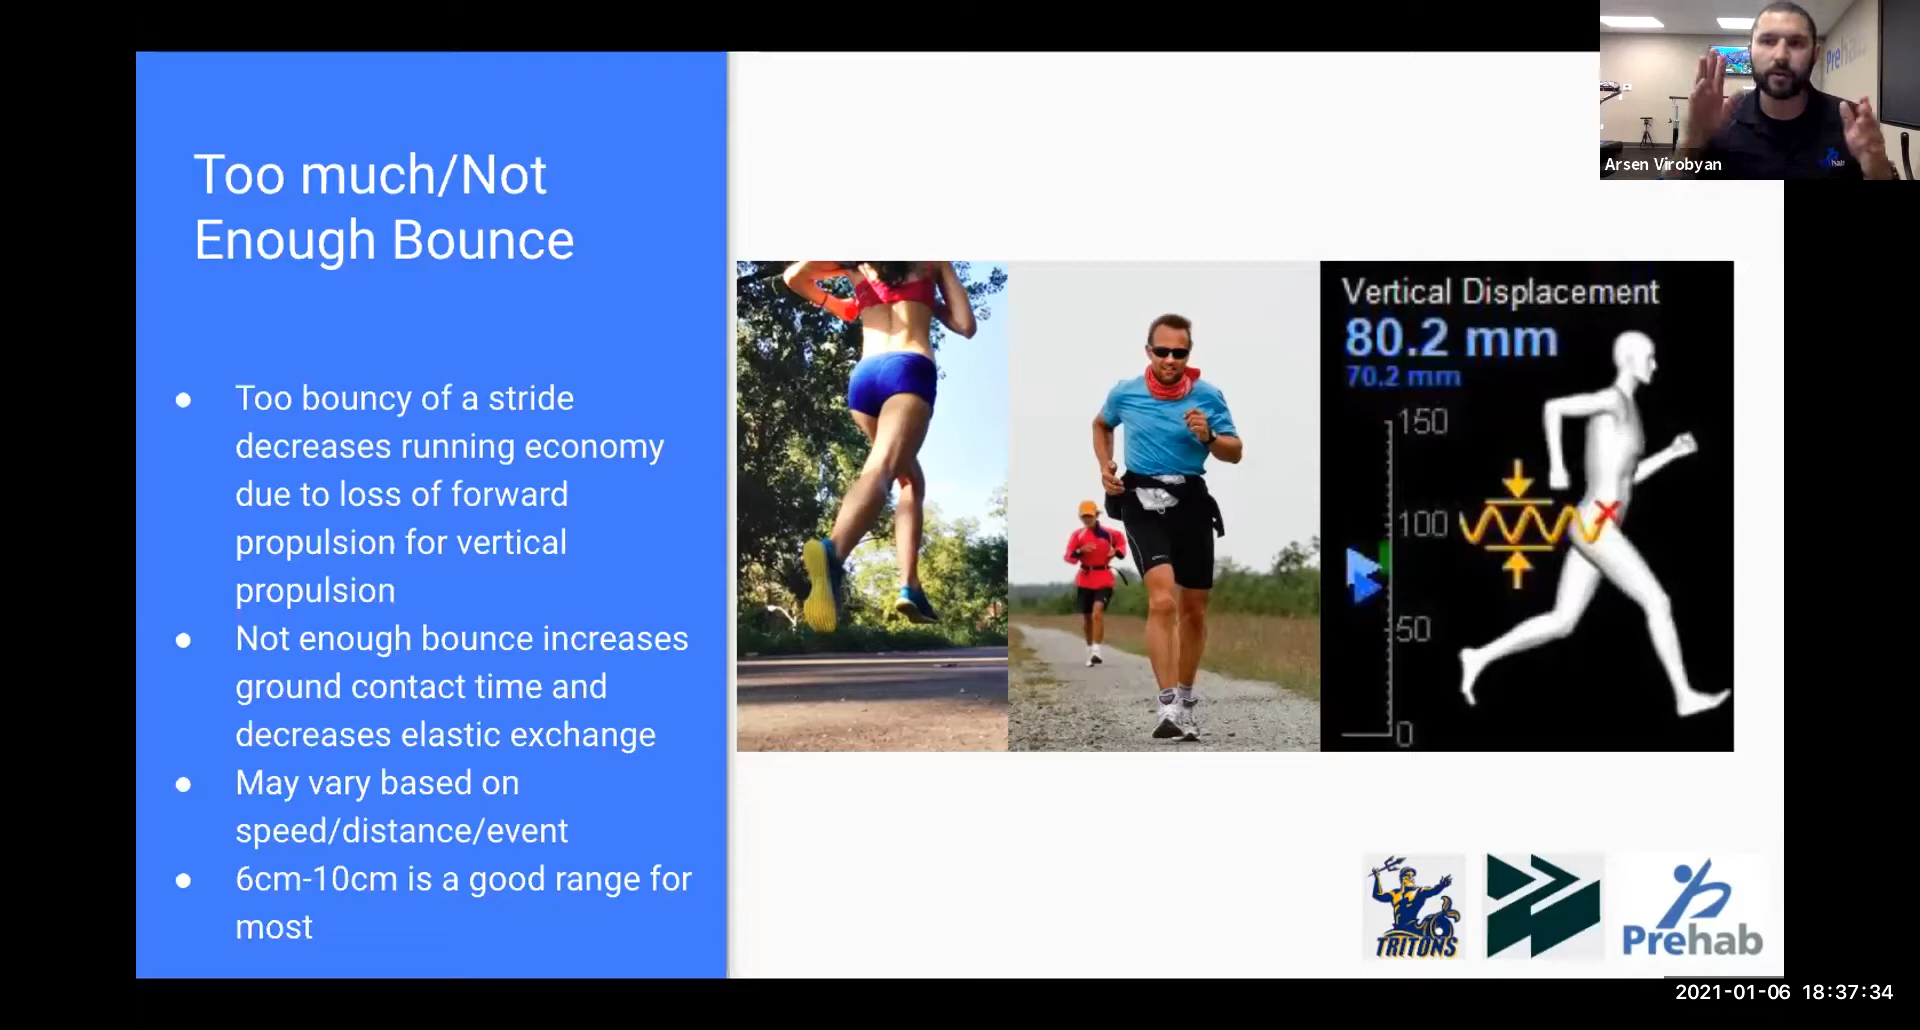 Too much/Not
Enough Bounce
● Too bouncy of a stride
decreases running economy
due to loss of forward
propulsion for vertical
propulsion
● Not enough bounce increases
ground contact time and
decreases elastic exchange
● May vary based on
speed/distance/event
● 6cm-10cm is a good range for
most
Vertical Displacement
80.2 mm
70.2 mm
150
100
50
0
Arsen Virobyan
TRITONS
Prehab
2021-01-06 18:37:34